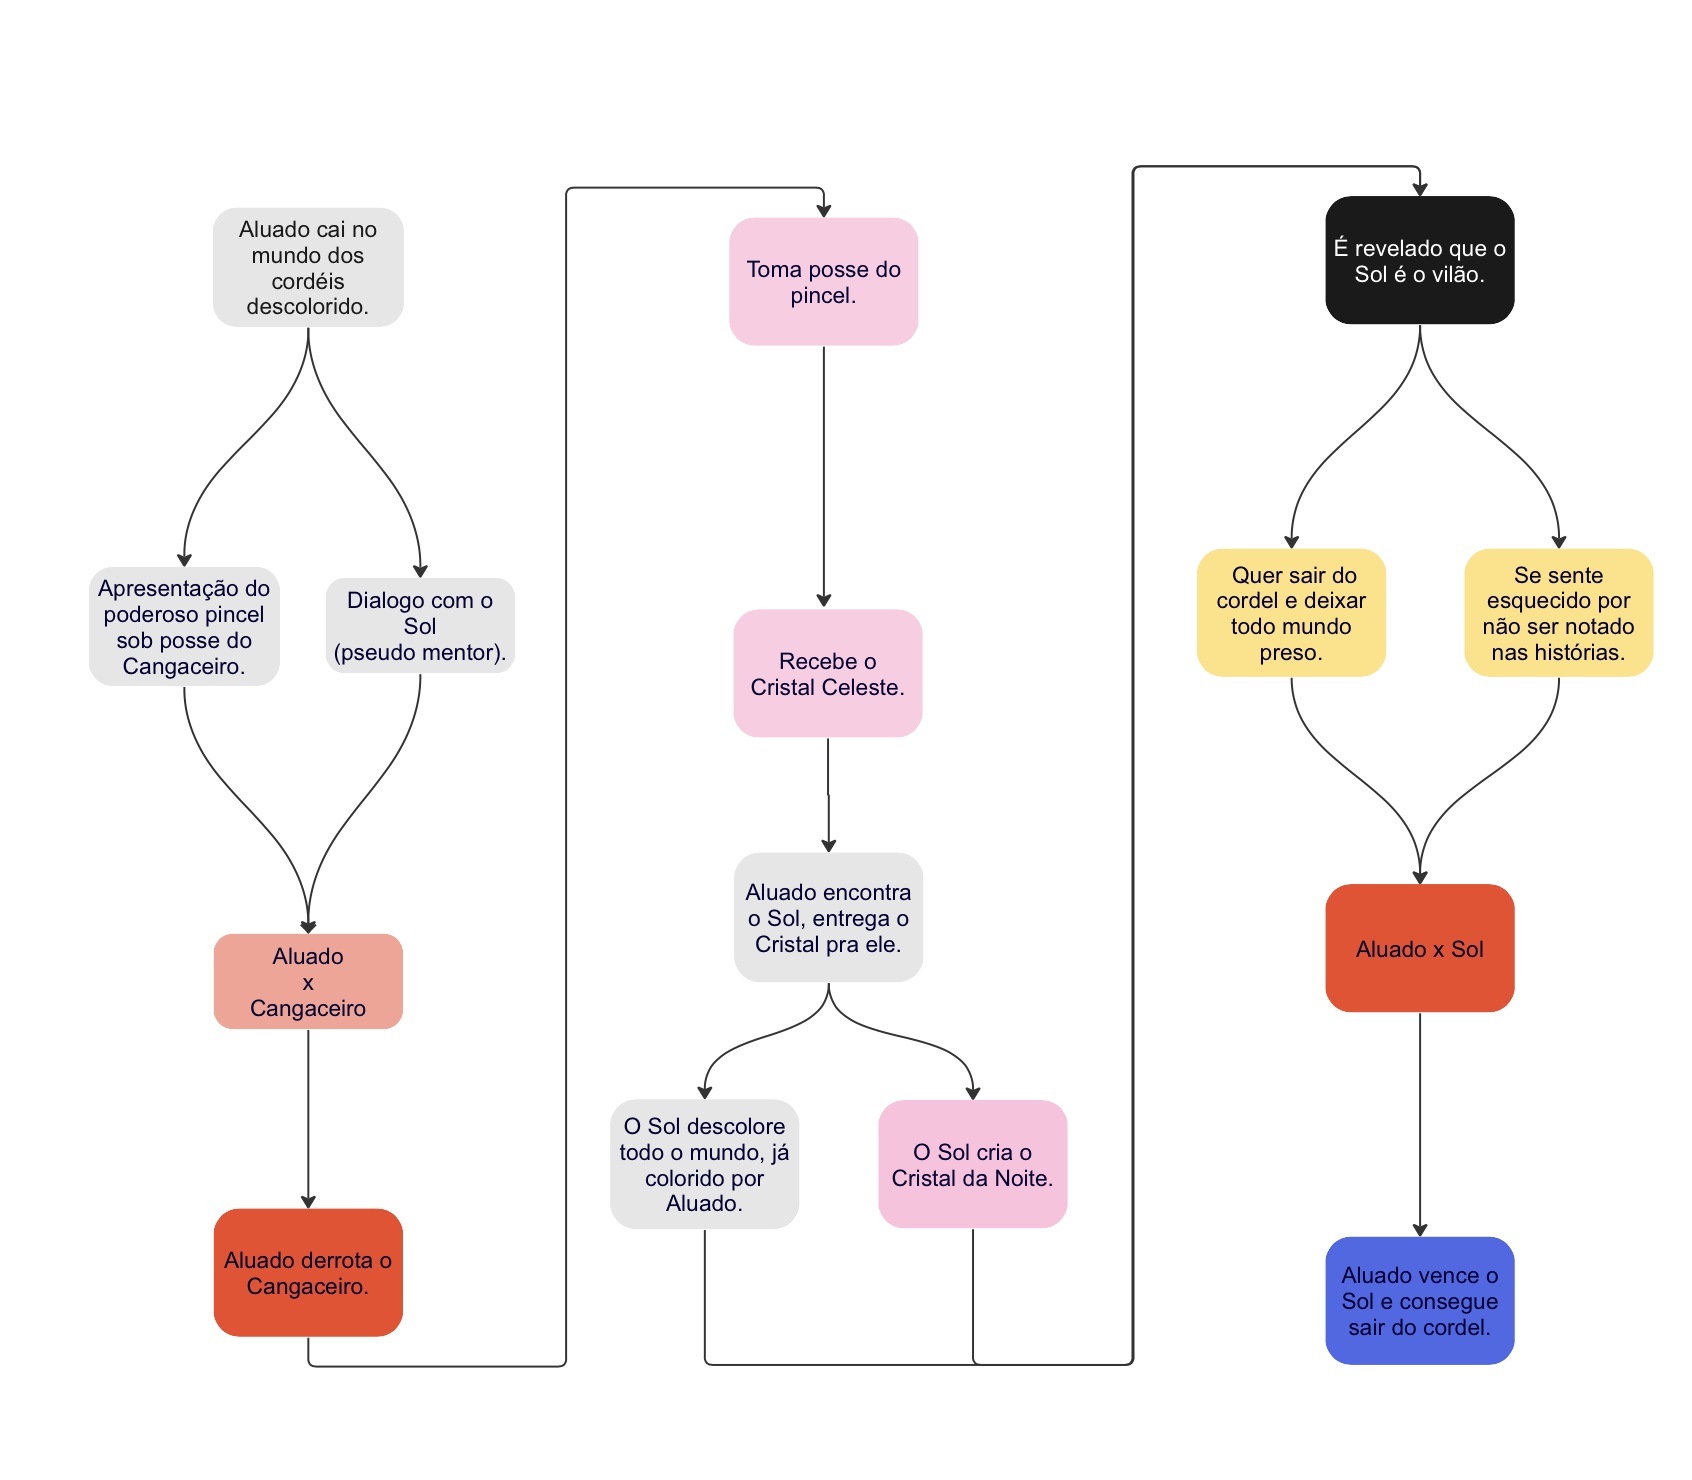 Aluado cai no
mundo dos
cordéis
descolorido.
Apresentação do
poderoso pincel
sob posse do
Cangaceiro.
Dialogo com o
Sol
(pseudo mentor).
Aluado
x
Cangaceiro
Aluado derrota o
Cangaceiro.
Toma posse do
pincel.
Recebe o
Cristal Celeste.
Aluado encontra
o Sol, entrega o
Cristal pra ele.
O Sol descolore
todo o mundo, já
colorido por
Aluado.
O Sol cria o
Cristal da Noite.
É revelado que o
Sol é o vilão.
Quer sair do
cordel e deixar
todo mundo
preso.
Se sente
esquecido por
não ser notado
nas histórias.
Aluado x Sol
Aluado vence o
Sol e consegue
sair do cordel.